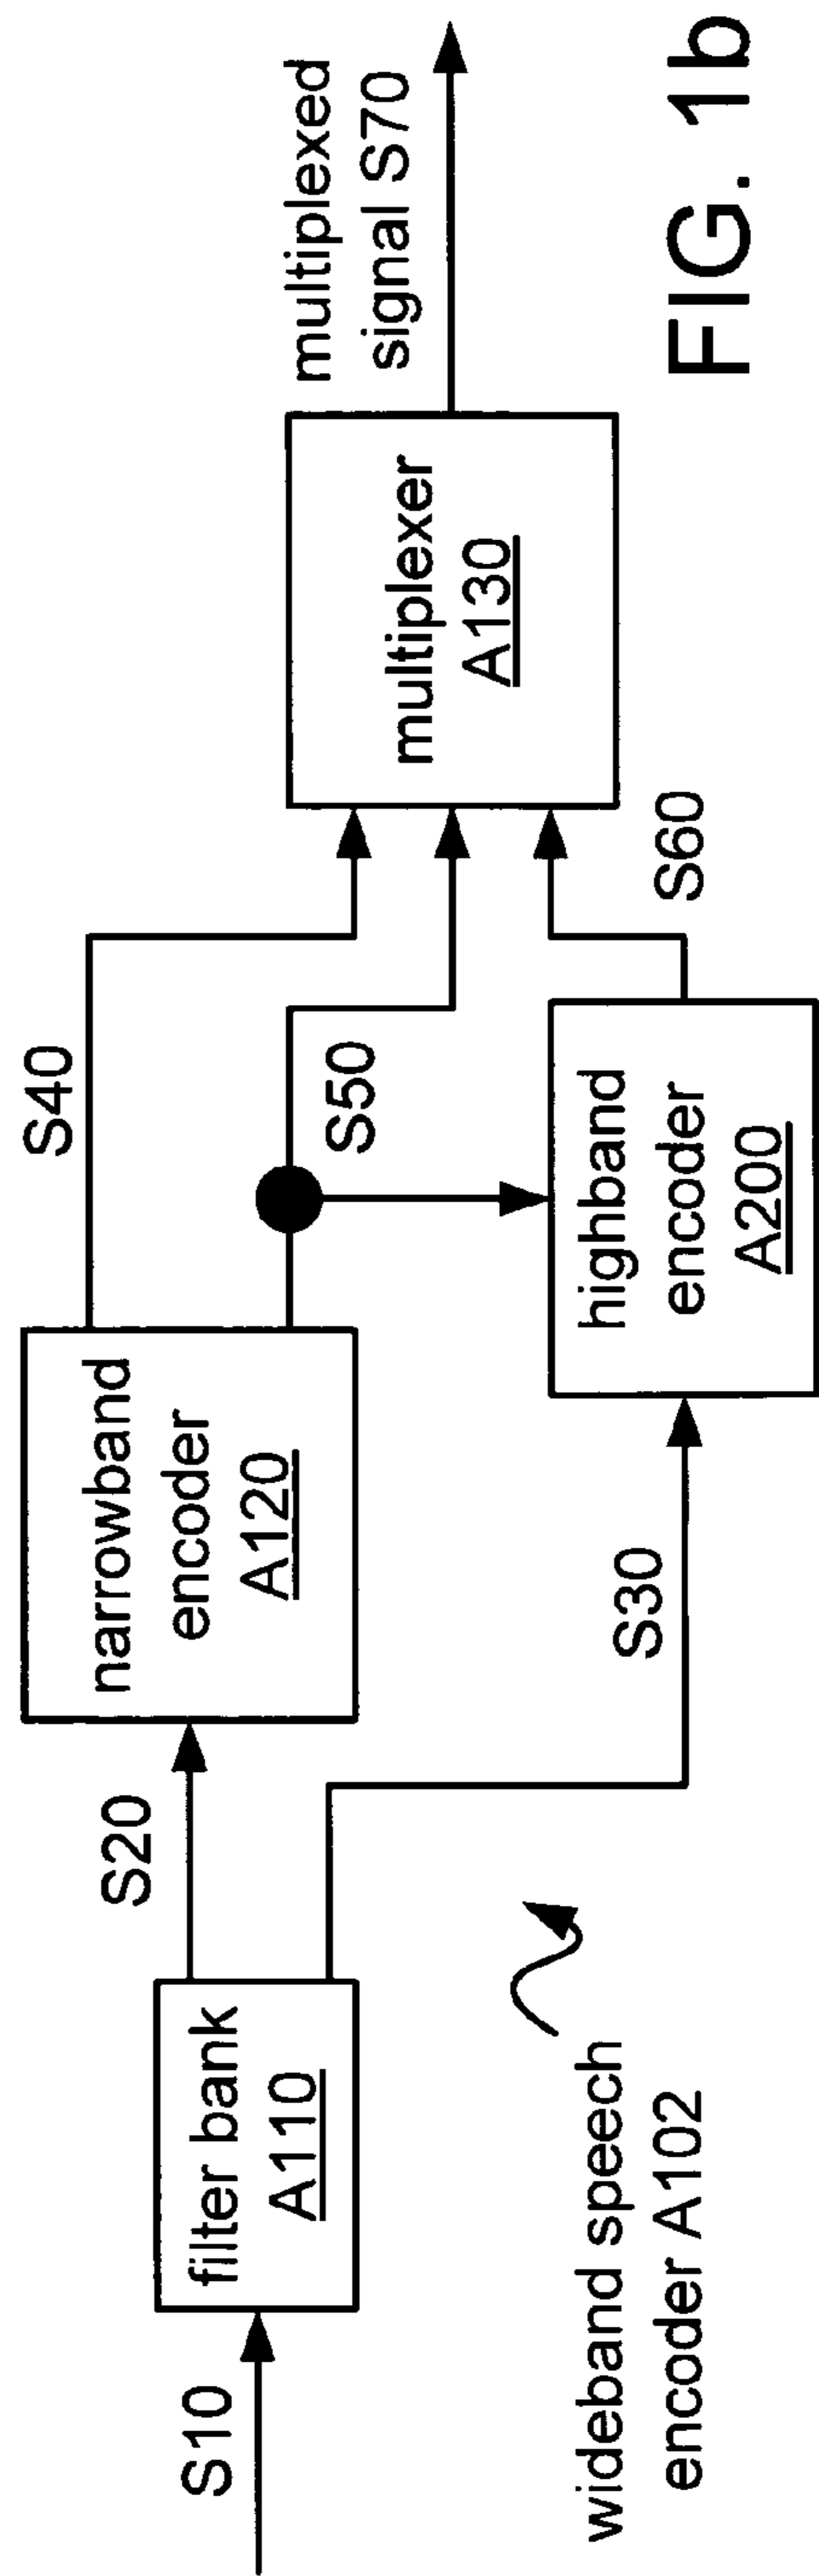 S10
filter bank
A110
S20
S30
narrowband
encoder
A120
S40
S50
highband
encoder
A200
S60
multiplexer
A130
multiplexed
signal S70
wideband speech
encoder A102
FIG. 1b